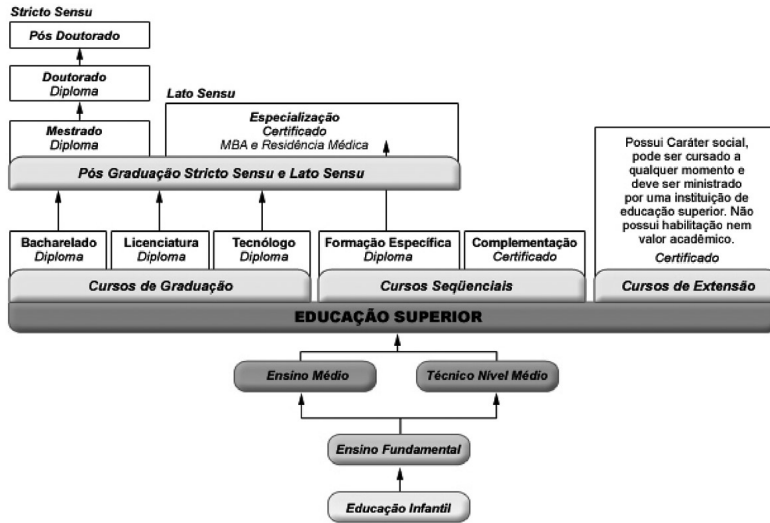 Stricto Sensu
Pós Doutorado
Doutorado
Diploma
Mestrado
Diploma
Lato Sensu
Especialização
Certificado
MBA e Residência Médica
Pós Graduação Stricto Sensu e Lato Sensu
Bacharelado
Diploma
Licenciatura
Diploma
Tecnólogo
Diploma
Formação Específica
Diploma
Complementação
Certificado
Possui Caráter social,
pode ser cursado a
qualquer momento e
deve ser ministrado
por uma instituição de
educação superior. Não
possui habilitação nem
valor acadêmico.
Certificado
Cursos de Graduação
Cursos Seqüenciais
Cursos de Extensão
EDUCAÇÃO SUPERIOR
Ensino Médio
Técnico Nível Médio
Ensino Fundamental
Educação Infantil